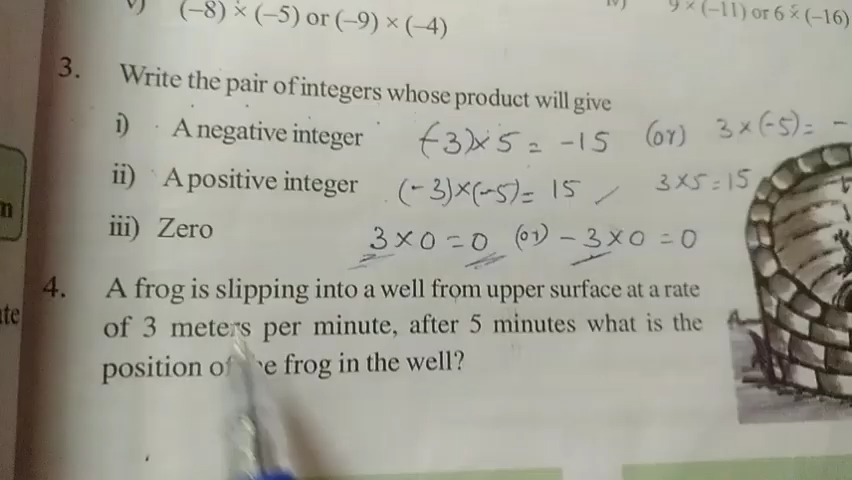 v) (−8) × (−5) or (−9) × (−4)
9 × (−11) or 6 × (−16)
3. Write the pair of integers whose product will give
i) A negative integer (-3)×5 = -15 (or) 3×(-5)= -
ii) A positive integer (-3)×(-5)= 15 / 3×5=15
iii) Zero 3×0=0 (or) -3×0=0
4. A frog is slipping into a well from upper surface at a rate
of 3 meters per minute, after 5 minutes what is the
position of frog in the well?